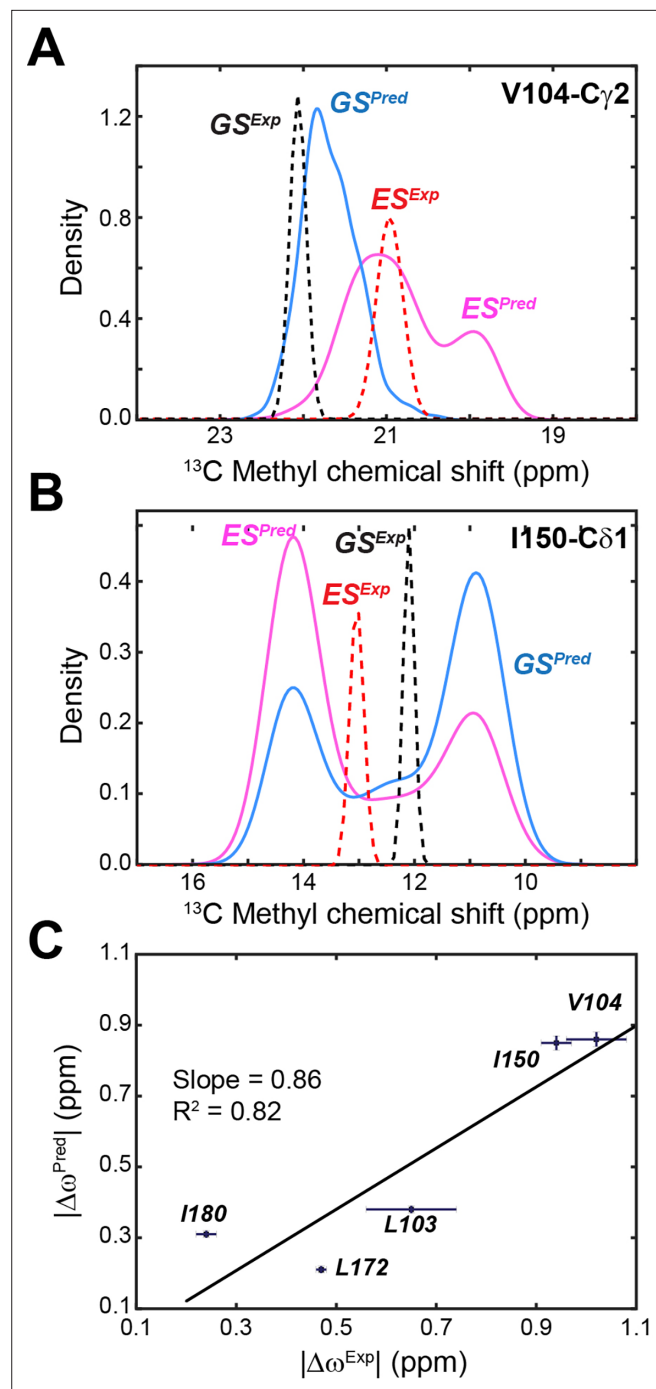 A
V104-Cγ2
GS^Exp
GS^Pred
ES^Exp
ES^Pred
Density
1.2
0.8
0.4
0.0
23
21
19
¹³C Methyl chemical shift (ppm)
B
I150-Cδ1
ES^Pred
GS^Exp
ES^Exp
GS^Pred
Density
0.4
0.3
0.2
0.1
0.0
16
14
12
10
¹³C Methyl chemical shift (ppm)
C
1.1
0.9
0.7
0.5
0.3
0.1
|Δω^Pred| (ppm)
V104
I150
Slope = 0.86
R² = 0.82
I180
L103
L172
0.1
0.3
0.5
0.7
0.9
1.1
|Δω^Exp| (ppm)